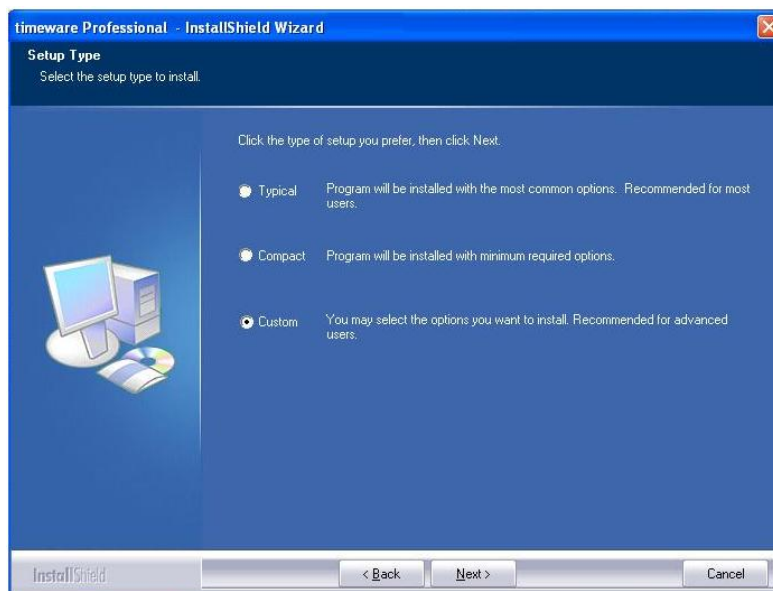 timeware Professional - InstallShield Wizard
Setup Type
Select the setup type to install.
Click the type of setup you prefer, then click Next.
Typical Program will be installed with the most common options. Recommended for most
users.
Compact Program will be installed with minimum required options.
Custom You may select the options you want to install. Recommended for advanced
users.
InstallShield < Back Next > Cancel